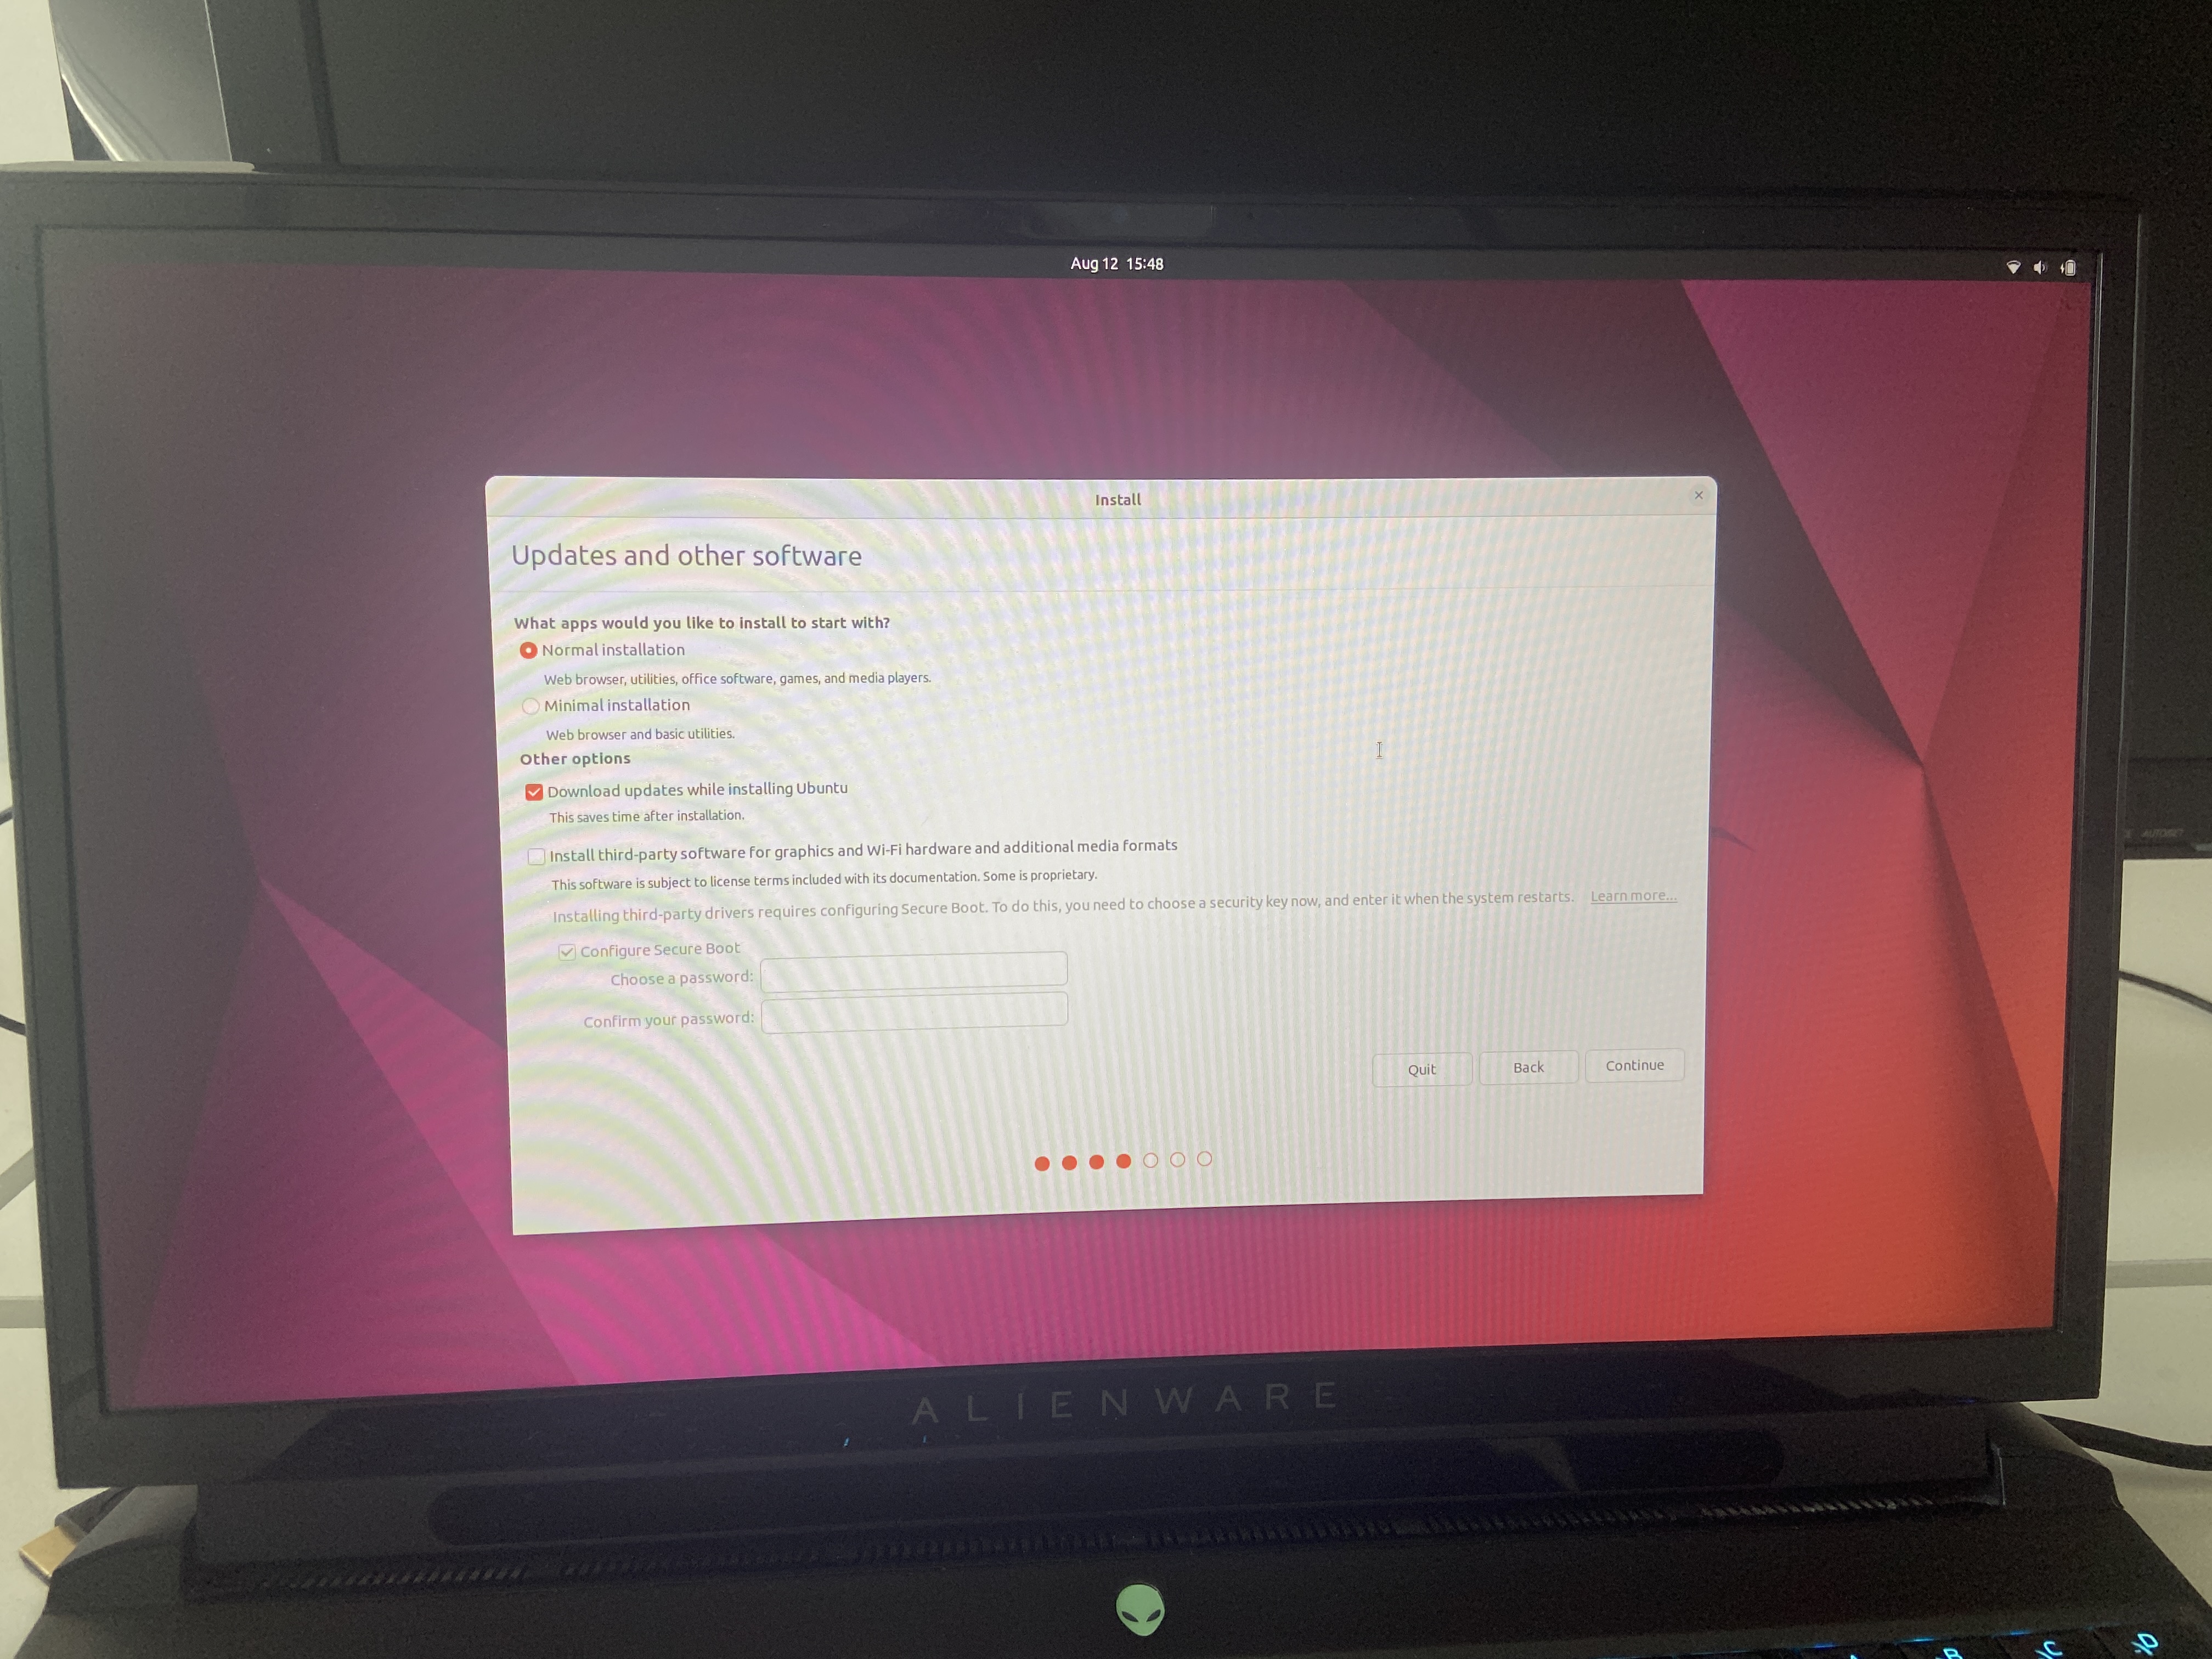 Aug 12 15:48
Install
Updates and other software
What apps would you like to install to start with?
Normal installation
Web browser, utilities, office software, games, and media players.
Minimal installation
Web browser and basic utilities.
Other options
Download updates while installing Ubuntu
This saves time after installation.
Install third-party software for graphics and Wi-Fi hardware and additional media formats
This software is subject to license terms included with its documentation. Some is proprietary.
Installing third-party drivers requires configuring Secure Boot. To do this, you need to choose a security key now, and enter it when the system restarts. Learn more...
Configure Secure Boot
Choose a password:
Confirm your password:
Quit Back Continue
ALIENWARE
B C D